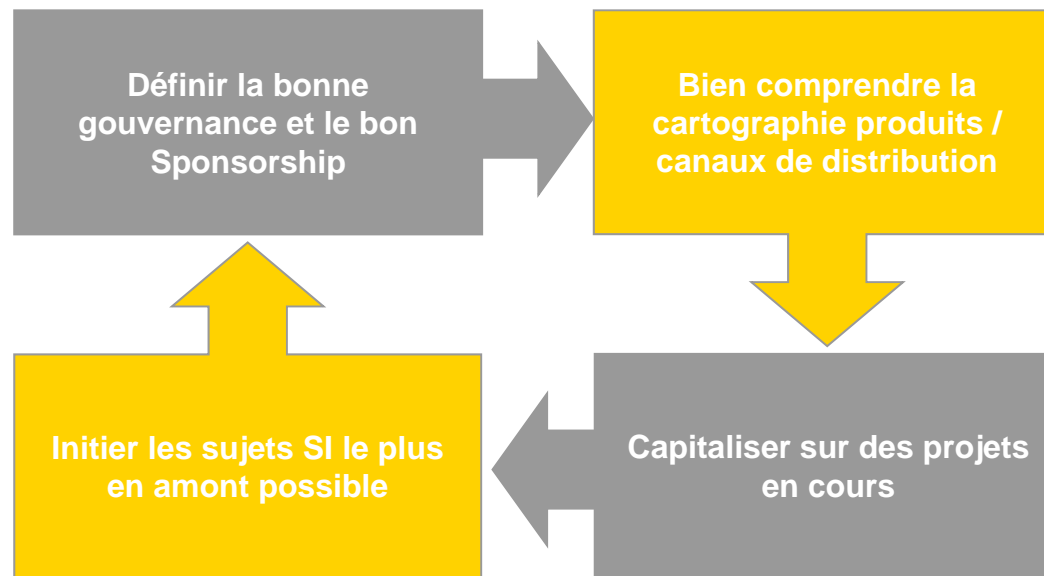 Définir la bonne
gouvernance et le bon
Sponsorship
Bien comprendre la
cartographie produits /
canaux de distribution
Initier les sujets SI le plus
en amont possible
Capitaliser sur des projets
en cours